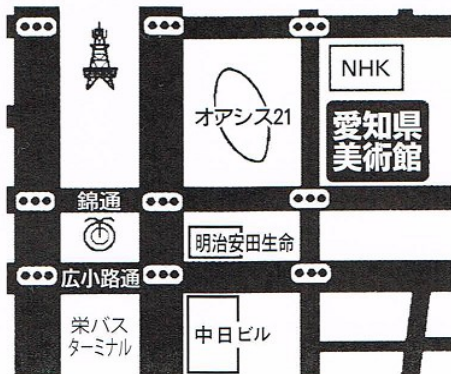 NHK
オアシス21
愛知県
美術館
錦通
明治安田生命
広小路通
栄バス
ターミナル
中日ビル